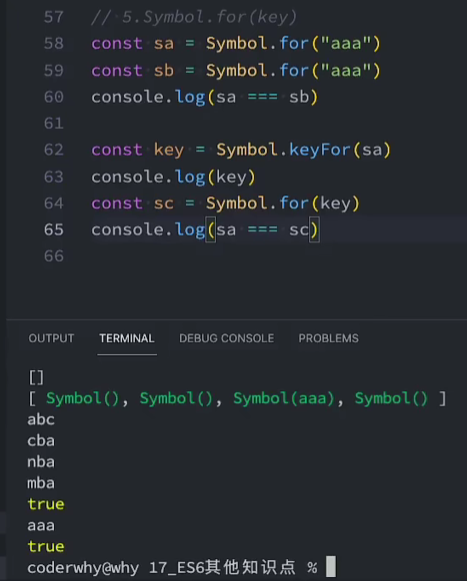 57 // 5.Symbol.for(key)
58 const sa = Symbol.for("aaa")
59 const sb = Symbol.for("aaa")
60 console.log(sa === sb)
61
62 const key = Symbol.keyFor(sa)
63 console.log(key)
64 const sc = Symbol.for(key)
65 console.log(sa === sc)
66
OUTPUT TERMINAL DEBUG CONSOLE PROBLEMS
[]
[ Symbol(), Symbol(), Symbol(aaa), Symbol() ]
abc
cba
nba
mba
true
aaa
true
coderwhy@why 17_ES6其他知识点 %